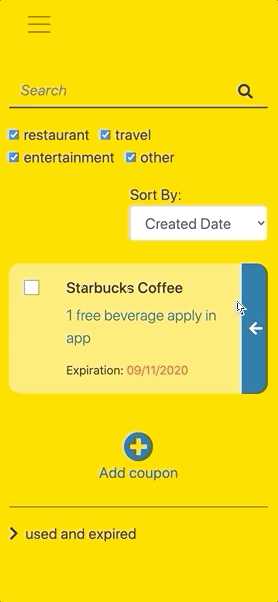 Search
restaurant travel
entertainment other
Sort By:
Created Date
Starbucks Coffee
1 free beverage apply in
app
Expiration: 09/11/2020
Add coupon
used and expired